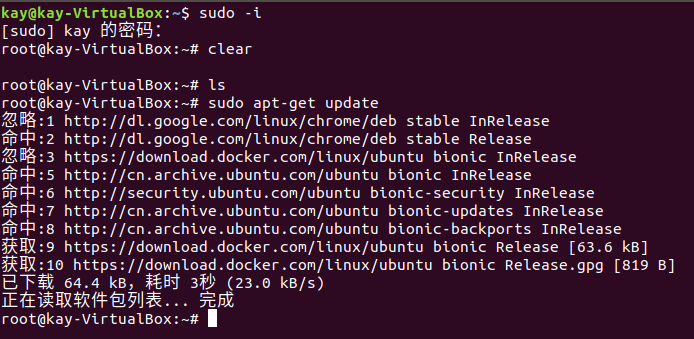 kay@kay-VirtualBox:~$ sudo -i
[sudo] kay 的密码：
root@kay-VirtualBox:~# clear
root@kay-VirtualBox:~# ls
root@kay-VirtualBox:~# sudo apt-get update
忽略:1 http://dl.google.com/linux/chrome/deb stable InRelease
命中:2 http://dl.google.com/linux/chrome/deb stable Release
忽略:3 https://download.docker.com/linux/ubuntu bionic InRelease
命中:5 http://cn.archive.ubuntu.com/ubuntu bionic InRelease
命中:6 http://security.ubuntu.com/ubuntu bionic-security InRelease
命中:7 http://cn.archive.ubuntu.com/ubuntu bionic-updates InRelease
命中:8 http://cn.archive.ubuntu.com/ubuntu bionic-backports InRelease
获取:9 https://download.docker.com/linux/ubuntu bionic Release [63.6 kB]
获取:10 https://download.docker.com/linux/ubuntu bionic Release.gpg [819 B]
已下载 64.4 kB，耗时 3秒 (23.0 kB/s)
正在读取软件包列表... 完成
root@kay-VirtualBox:~#